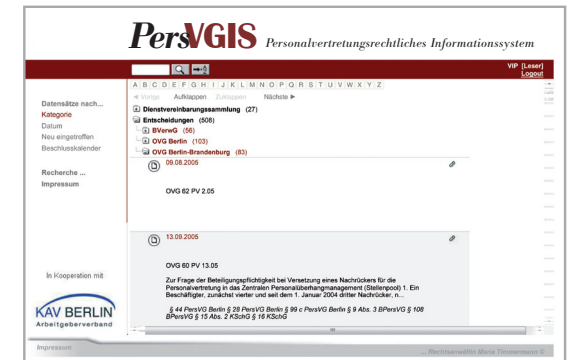 PersVGIS Personalvertretungsrechtliches Informationssystem
VIP [Leser]
Logout
A B C D E F G H I J K L M N O P Q R S T U V W X Y Z
◄ Vorige Aufklappen Zuklappen Nächste ►
Dienstvereinbarungssammlung (27)
Entscheidungen (508)
BVerwG (56)
OVG Berlin (103)
OVG Berlin-Brandenburg (83)
Datensätze nach...
Kategorie
Datum
Neu eingetroffen
Beschlusskalender
Recherche ...
Impressum
09.08.2005
OVG 62 PV 2.05
13.09.2005
OVG 60 PV 13.05
Zur Frage der Beteiligungspflichtigkeit bei Versetzung eines Nachrückers für die
Personalvertretung in das Zentralen Personalüberhangmanagement (Stellenpool) 1. Ein
Beschäftigter, zunächst vierter und seit dem 1. Januar 2004 dritter Nachrücker, n...
§ 44 PersVG Berlin § 28 PersVG Berlin § 99 c PersVG Berlin § 9 Abs. 3 BPersVG § 108
BPersVG § 15 Abs. 2 KSchG § 16 KSchG
In Kooperation mit
KAV BERLIN
Arbeitgeberverband
Impressum
... Rechtsanwältin Maria Timmermann